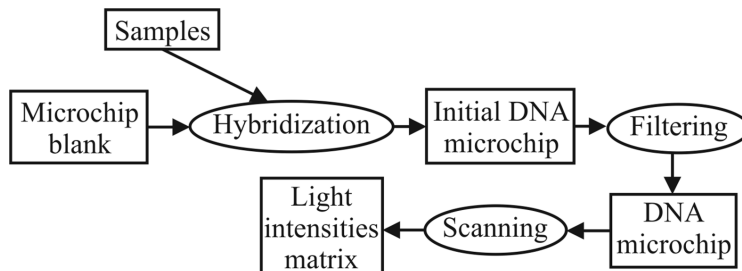 Samples
Microchip
blank
Hybridization
Initial DNA
microchip
Filtering
DNA
microchip
Scanning
Light
intensities
matrix